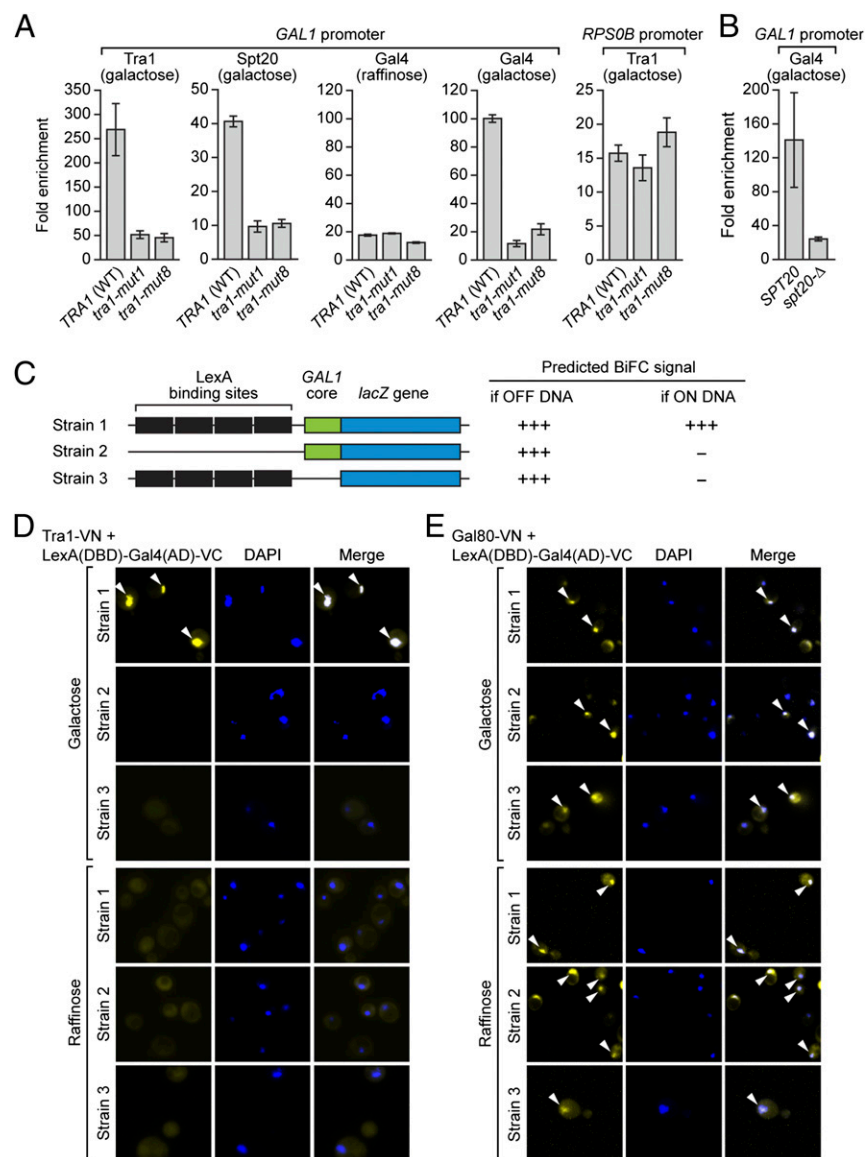 A
GAL1 promoter
RPS0B promoter
Tra1
(galactose)
Spt20
(galactose)
Gal4
(raffinose)
Gal4
(galactose)
Tra1
(galactose)
Fold enrichment
350
300
250
200
150
100
50
0
TRA1 (WT)
tra1-mut1
tra1-mut8
50
40
30
20
10
0
TRA1 (WT)
tra1-mut1
tra1-mut8
120
100
80
60
40
20
0
TRA1 (WT)
tra1-mut1
tra1-mut8
120
100
80
60
40
20
0
TRA1 (WT)
tra1-mut1
tra1-mut8
25
20
15
10
5
0
TRA1 (WT)
tra1-mut1
tra1-mut8
B
GAL1 promoter
Gal4
(galactose)
Fold enrichment
200
160
120
80
40
0
SPT20
spt20-Δ
C
LexA
binding sites
GAL1
core
lacZ gene
Predicted BiFC signal
if OFF DNA
if ON DNA
Strain 1 +++ +++
Strain 2 +++ –
Strain 3 +++ –
D
Tra1-VN +
LexA(DBD)-Gal4(AD)-VC DAPI Merge
Galactose
Strain 1
Strain 2
Strain 3
Raffinose
Strain 1
Strain 2
Strain 3
E
Gal80-VN +
LexA(DBD)-Gal4(AD)-VC DAPI Merge
Galactose
Strain 1
Strain 2
Strain 3
Raffinose
Strain 1
Strain 2
Strain 3